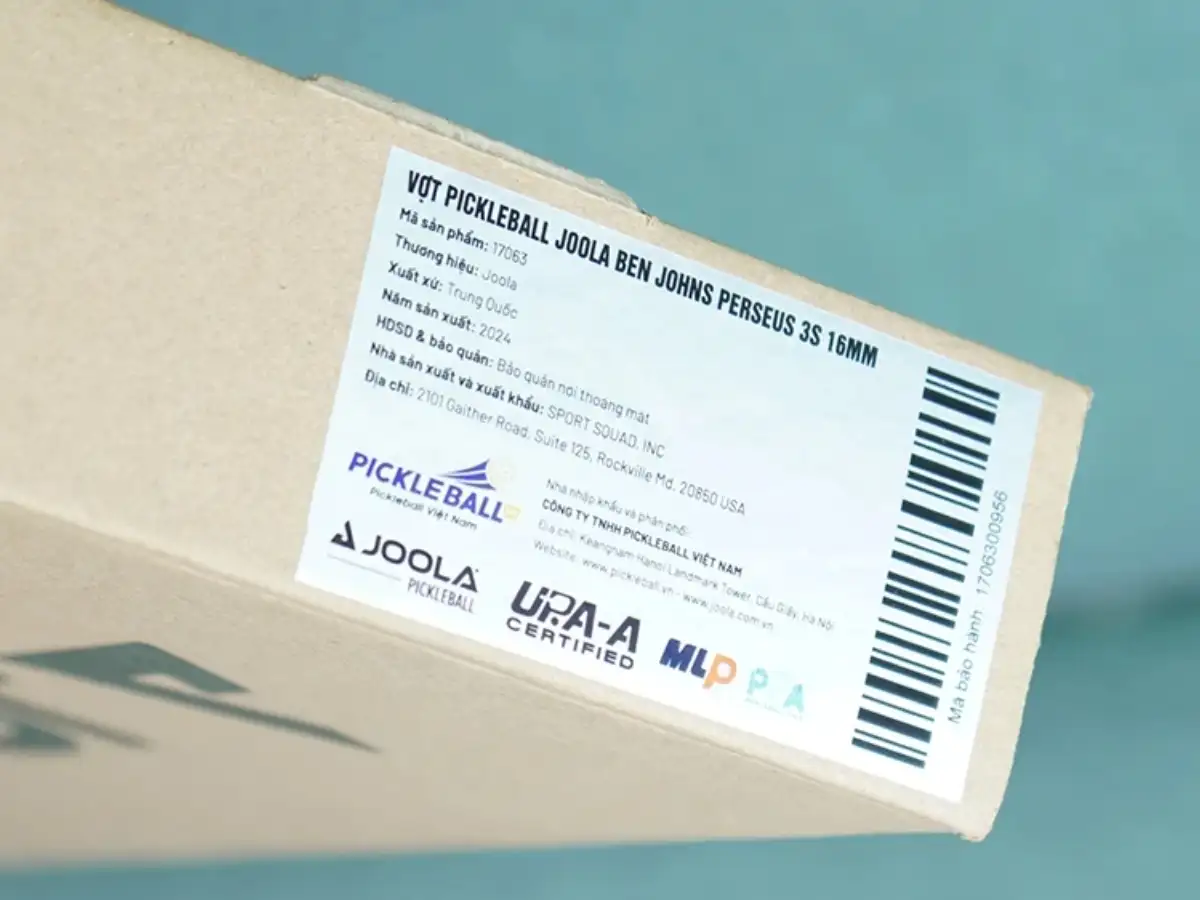 VỢT PICKLEBALL JOOLA BEN JOHNS PERSEUS 3S 16MM
Mã sản phẩm: 17063
Thương hiệu: Joola
Xuất xứ: Trung Quốc
Năm sản xuất: 2024
HDSD & bảo quản: Bảo quản nơi thoáng mát
Nhà sản xuất và xuất khẩu: SPORT SQUAD, INC
Địa chỉ: 2101 Gaither Road, Suite 125, Rockville Md. 20850 USA
PICKLEBALL
Pickleball Việt Nam
Nhà nhập khẩu và phân phối:
CÔNG TY TNHH PICKLEBALL VIỆT NAM
Địa chỉ: Keangnam Hanoi Landmark Tower, Cầu Giấy, Hà Nội
Website: www.pickleball.vn - www.joola.com.vn
JOOLA
PICKLEBALL
UPA-A
CERTIFIED
MLP
PPA
Mã bảo hành 1706300956